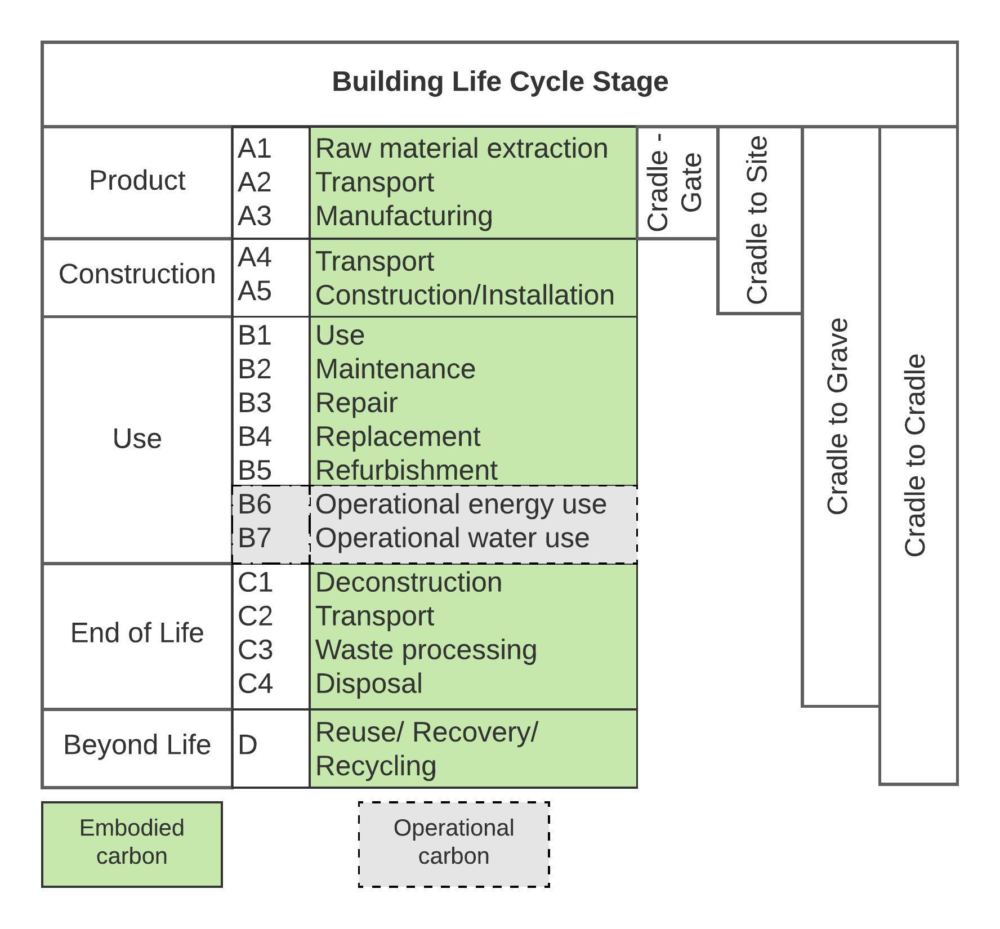 Building Life Cycle Stage
Product
A1 Raw material extraction
A2 Transport
A3 Manufacturing
Cradle -
Gate
Cradle to Site
Cradle to Grave
Cradle to Cradle
Construction
A4 Transport
A5 Construction/Installation
Use
B1 Use
B2 Maintenance
B3 Repair
B4 Replacement
B5 Refurbishment
B6 Operational energy use
B7 Operational water use
End of Life
C1 Deconstruction
C2 Transport
C3 Waste processing
C4 Disposal
Beyond Life
D Reuse/ Recovery/
Recycling
Embodied
carbon
Operational
carbon